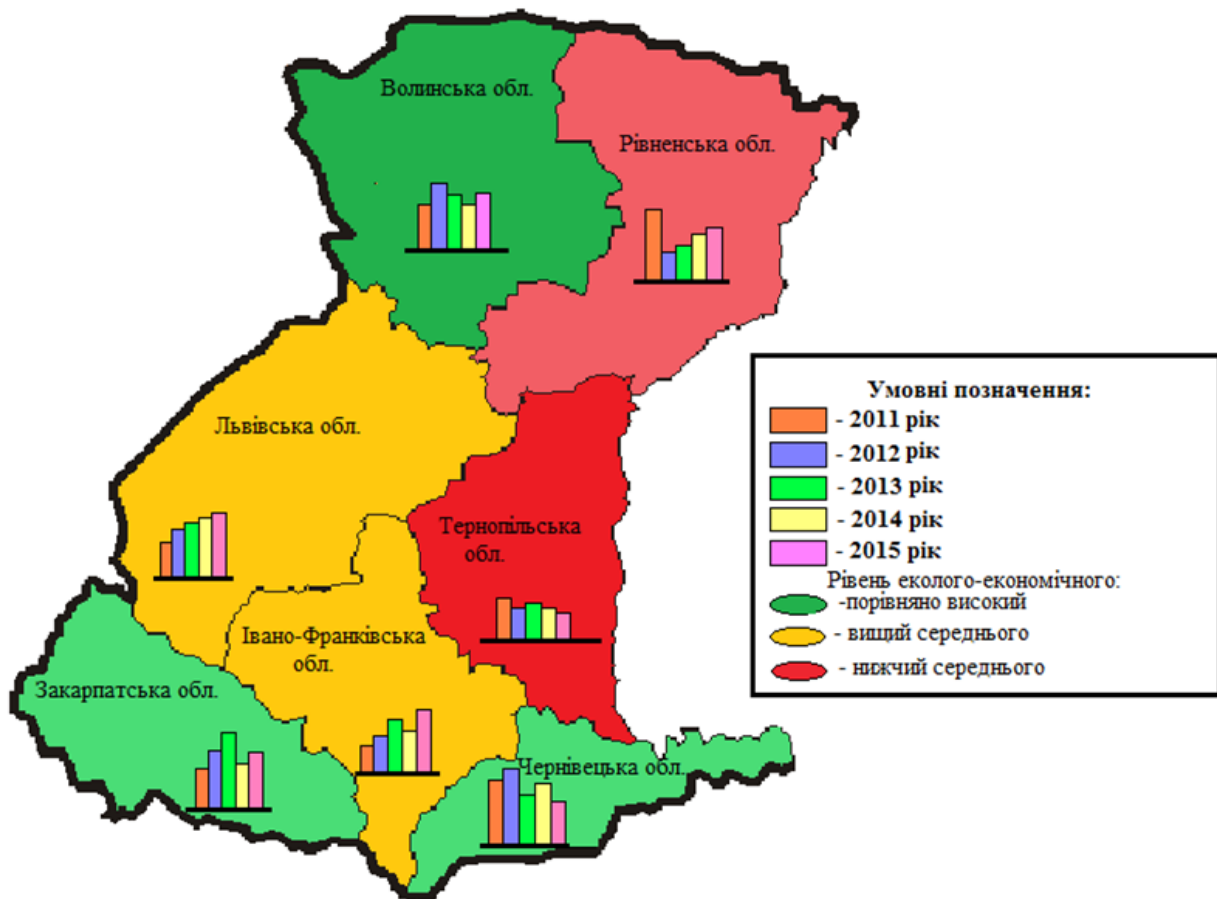 Волинська обл.
Рівненська обл.
Львівська обл.
Тернопільська
обл.
Івано-Франківська
обл.
Закарпатська обл.
Чернівецька обл.
Умовні позначення:
- 2011 рік
- 2012 рік
- 2013 рік
- 2014 рік
- 2015 рік
Рівень еколого-економічного:
-порівняно високий
- вищий середнього
- нижчий середнього